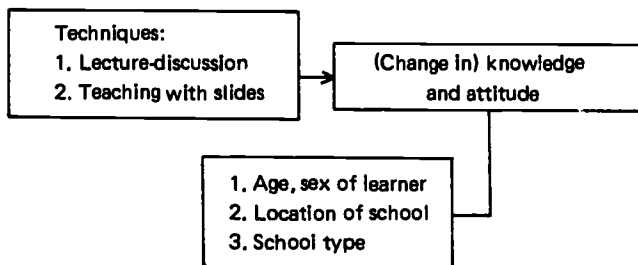 Techniques:
1. Lecture-discussion
2. Teaching with slides
(Change in) knowledge
and attitude
1. Age, sex of learner
2. Location of school
3. School type